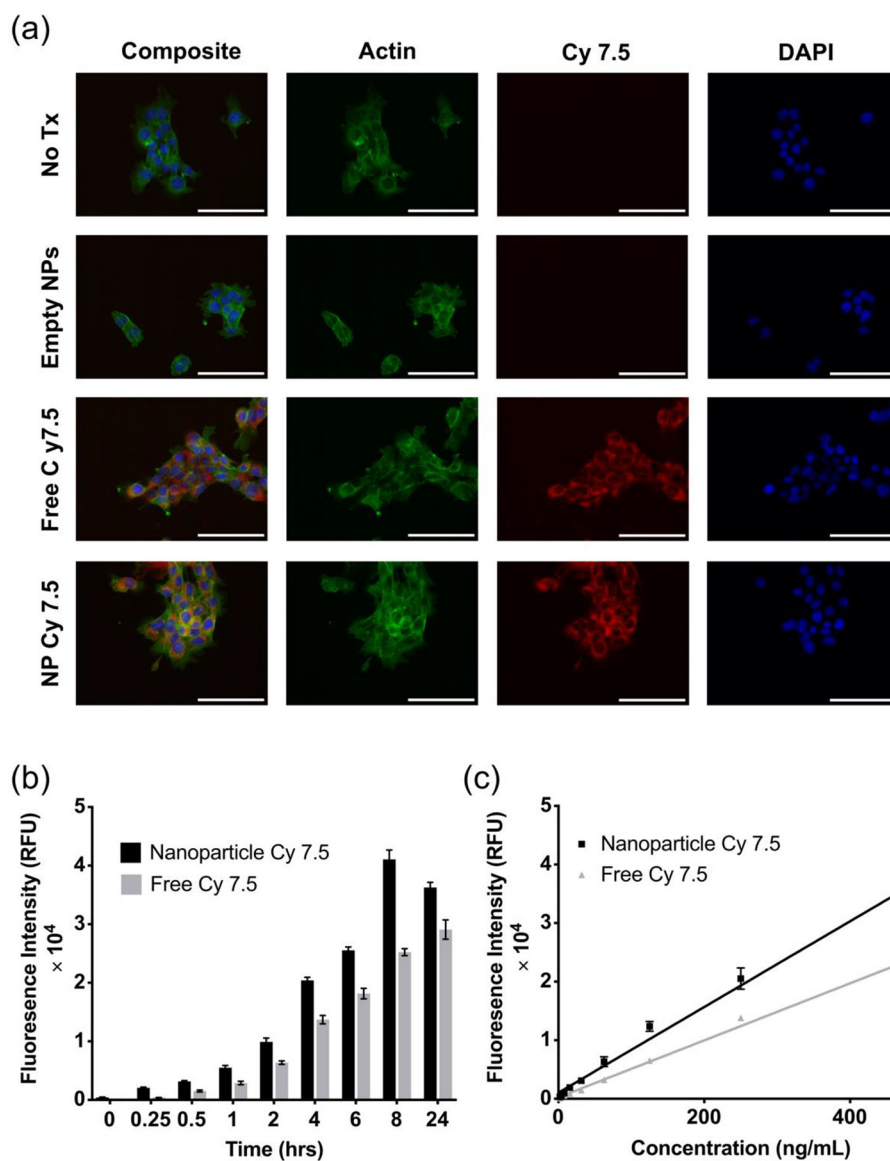 (a)
Composite Actin Cy 7.5 DAPI
No Tx
Empty NPs
Free C y7.5
NP Cy 7.5
(b)
Fluoresence Intensity (RFU)
× 10⁴
5
4
3
2
1
0
Nanoparticle Cy 7.5
Free Cy 7.5
0 0.25 0.5 1 2 4 6 8 24
Time (hrs)
(c)
Fluoresence Intensity (RFU)
× 10⁴
5
4
3
2
1
0
Nanoparticle Cy 7.5
Free Cy 7.5
0 200 400
Concentration (ng/mL)